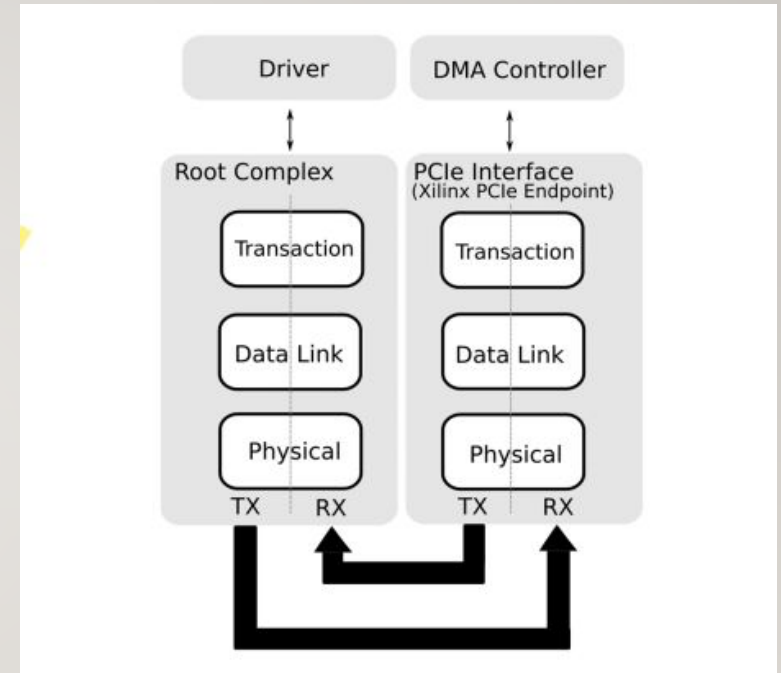 Driver
DMA Controller
Root Complex
PCIe Interface
(Xilinx PCIe Endpoint)
Transaction
Transaction
Data Link
Data Link
Physical
Physical
TX
RX
TX
RX